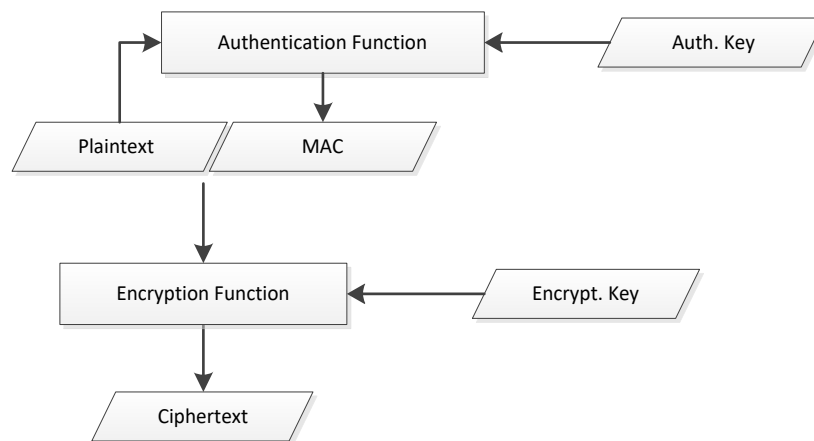 Authentication Function
Auth. Key
Plaintext
MAC
Encryption Function
Encrypt. Key
Ciphertext